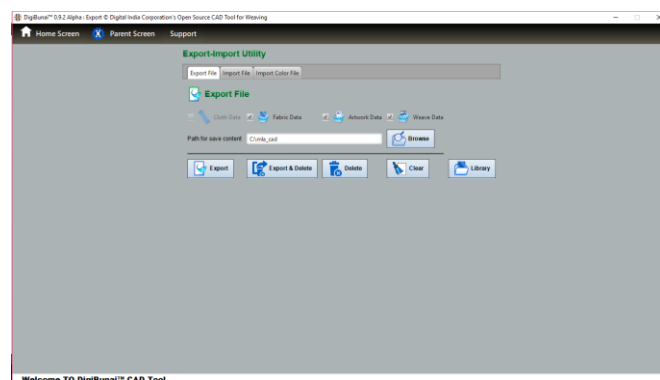 DigiBunai™ 0.9.2 Alpha : Export © Digital India Corporation's Open Source CAD Tool for Weaving
Home Screen X Parent Screen Support
Export-Import Utility
Export File Import File Import Color File
Export File
Cloth Data Fabric Data Artwork Data Weave Data
Path for save content C:\mla_cad Browse
Export Export & Delete Delete Clear Library
Welcome TO DigiBunai™ CAD Tool